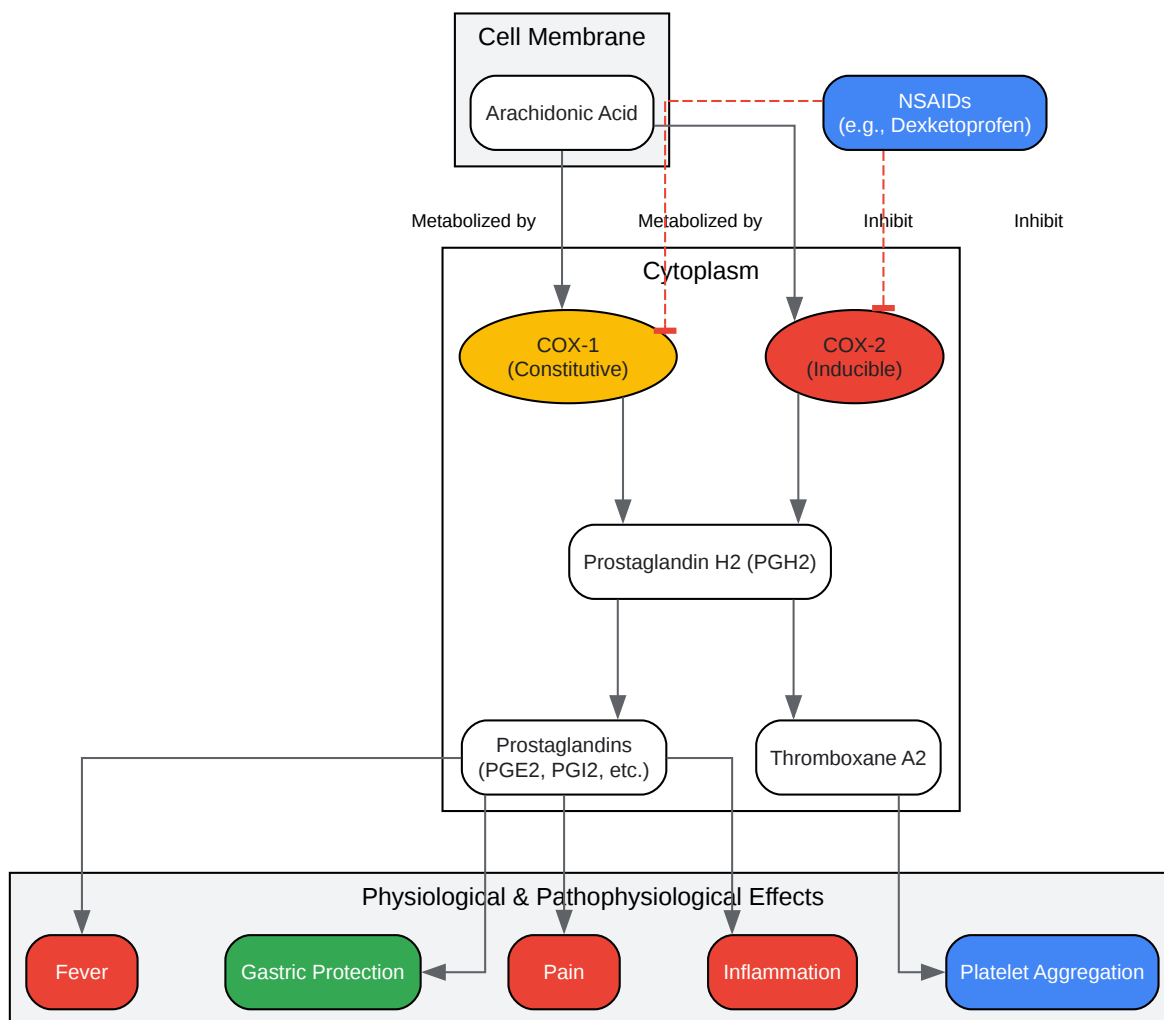 Cell Membrane
Arachidonic Acid
NSAIDs
(e.g., Dexketoprofen)
Metabolized by
Metabolized by
Inhibit
Inhibit
Cytoplasm
COX-1
(Constitutive)
COX-2
(Inducible)
Prostaglandin H2 (PGH2)
Prostaglandins
(PGE2, PGI2, etc.)
Thromboxane A2
Physiological & Pathophysiological Effects
Fever
Gastric Protection
Pain
Inflammation
Platelet Aggregation